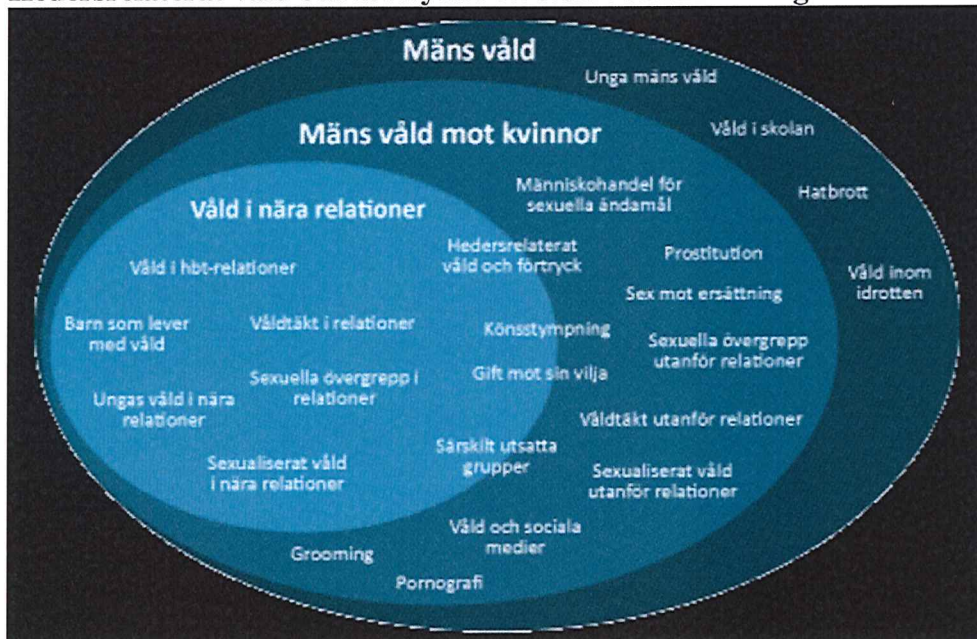 Mäns våld
Unga mäns våld
Mäns våld mot kvinnor
Våld i skolan
Människohandel för
sexuella ändamål
Hatbrott
Våld i nära relationer
Hedersrelaterat
våld och förtryck
Prostitution
Våld i hbt-relationer
Våld inom
idrotten
Sex mot ersättning
Barn som lever
med våld
Våldtäkt i relationer
Könsstympning
Sexuella övergrepp
utanför relationer
Sexuella övergrepp i
relationer
Gift mot sin vilja
Ungas våld i nära
relationer
Våldtäkt utanför relationer
Särskilt utsatta
grupper
Sexualiserat våld
i nära relationer
Sexualiserat våld
utanför relationer
Våld och sociala
medier
Grooming
Pornografi